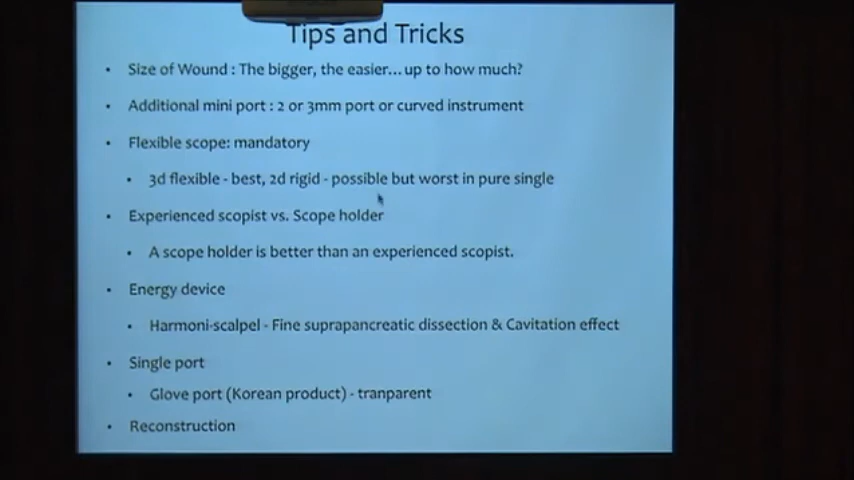 Tips and Tricks
• Size of Wound : The bigger, the easier... up to how much?
• Additional mini port : 2 or 3mm port or curved instrument
• Flexible scope: mandatory
• 3d flexible - best, 2d rigid - possible but worst in pure single
• Experienced scopist vs. Scope holder
• A scope holder is better than an experienced scopist.
• Energy device
• Harmoni-scalpel - Fine suprapancreatic dissection & Cavitation effect
• Single port
• Glove port (Korean product) - tranparent
• Reconstruction